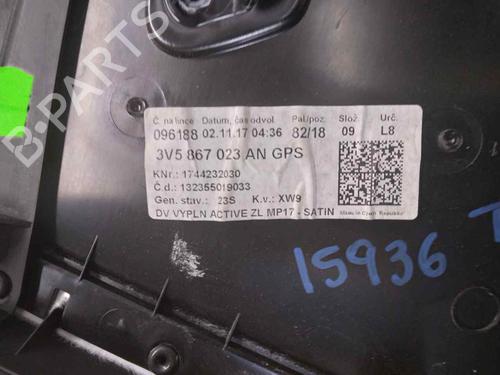 Č. na lince Datum, čas odvol. Pal/poz. Slož. Urč.
096188 02.11.17 04:36 82/18 09 L8
3V5 867 023 AN GPS
KNr.: 1744232030
Č.d.: 132355019033
Gen. stav.: 23S K.v.: XW9
DV VYPLN ACTIVE ZL MP17 - SATIN
Made in Czech Republic
15936 T
B-PARTS